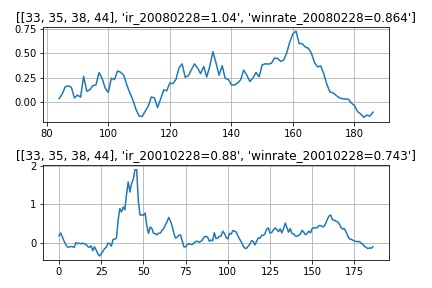 [[33, 35, 38, 44], 'ir_20080228=1.04', 'winrate_20080228=0.864']
0.75
0.50
0.25
0.00
80 100 120 140 160 180
[[33, 35, 38, 44], 'ir_20010228=0.88', 'winrate_20010228=0.743']
2
1
0
0 25 50 75 100 125 150 175